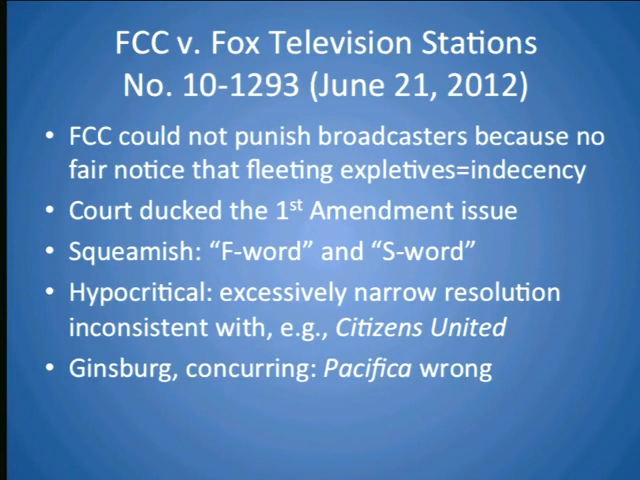 FCC v. Fox Television Stations
No. 10-1293 (June 21, 2012)
• FCC could not punish broadcasters because no
fair notice that fleeting expletives=indecency
• Court ducked the 1st Amendment issue
• Squeamish: “F-word” and “S-word”
• Hypocritical: excessively narrow resolution
inconsistent with, e.g., Citizens United
• Ginsburg, concurring: Pacifica wrong